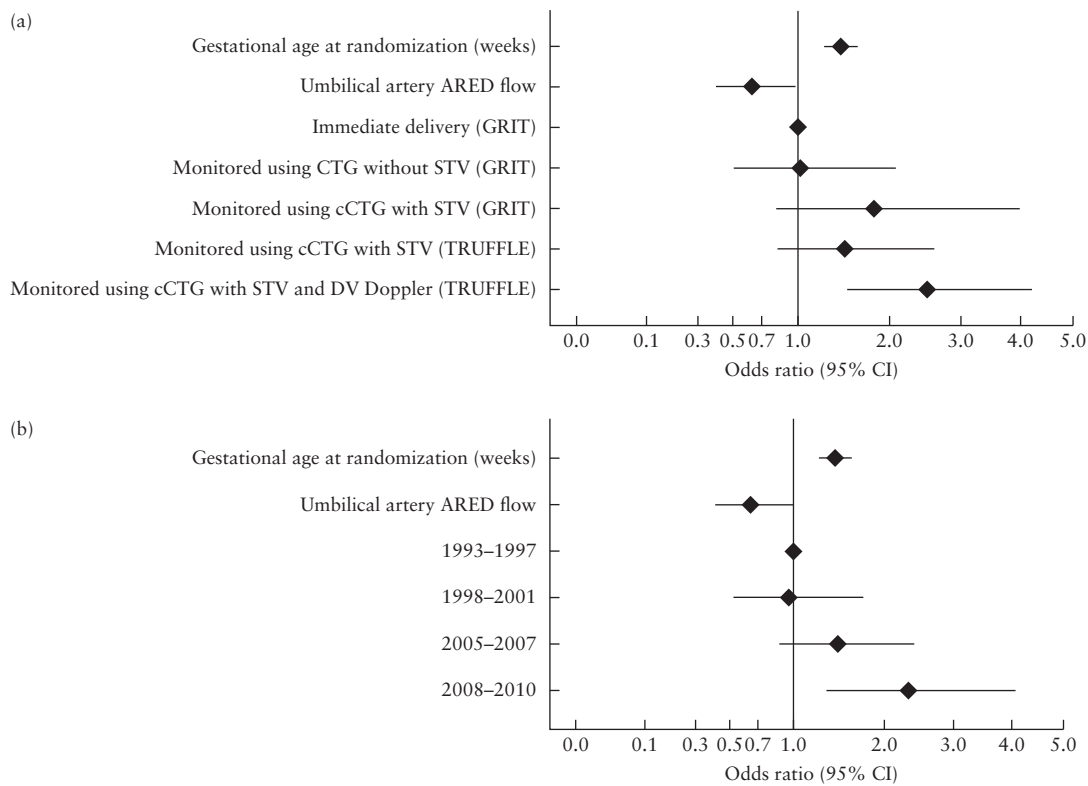 (a)
Gestational age at randomization (weeks)
Umbilical artery ARED flow
Immediate delivery (GRIT)
Monitored using CTG without STV (GRIT)
Monitored using cCTG with STV (GRIT)
Monitored using cCTG with STV (TRUFFLE)
Monitored using cCTG with STV and DV Doppler (TRUFFLE)
0.0 0.1 0.3 0.5 0.7 1.0 2.0 3.0 4.0 5.0
Odds ratio (95% CI)
(b)
Gestational age at randomization (weeks)
Umbilical artery ARED flow
1993–1997
1998–2001
2005–2007
2008–2010
0.0 0.1 0.3 0.5 0.7 1.0 2.0 3.0 4.0 5.0
Odds ratio (95% CI)